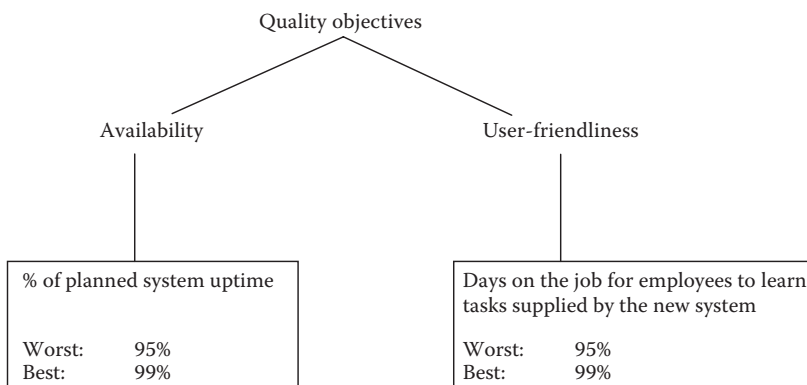 Quality objectives
Availability
User-friendliness
% of planned system uptime
Worst: 95%
Best: 99%
Days on the job for employees to learn
tasks supplied by the new system
Worst: 95%
Best: 99%